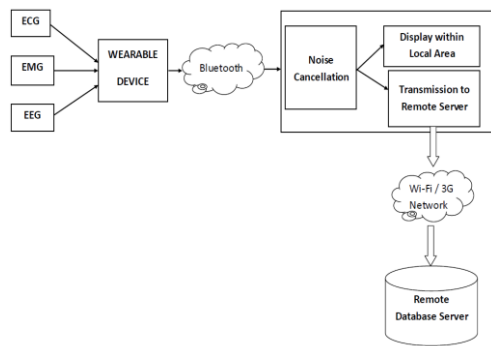 ECG
EMG
EEG
WEARABLE
DEVICE
Bluetooth
Noise
Cancellation
Display within
Local Area
Transmission to
Remote Server
Wi-Fi / 3G
Network
Remote
Database Server